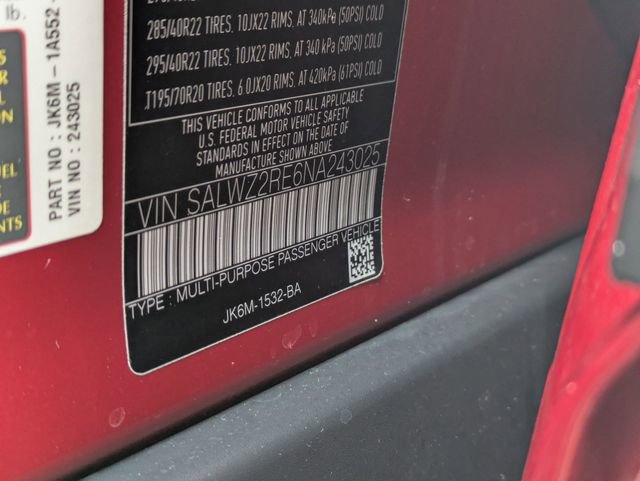 lb.
PART NO : JK6M - 1A552 -
VIN NO : 243025
285/40R22 TIRES, 10JX22 RIMS, AT 340kPa (50PSI) COLD
295/40R22 TIRES, 10JX22 RIMS, AT 340 kPa (50PSI) COLD
T195/70R20 TIRES, 6.0JX20 RIMS, AT 420kPa (61PSI) COLD
THIS VEHICLE CONFORMS TO ALL APPLICABLE
U.S. FEDERAL MOTOR VEHICLE SAFETY
STANDARDS IN EFFECT ON THE DATE OF
MANUFACTURE SHOWN ABOVE
VIN SALWZ2RE6NA243025
TYPE : MULTI-PURPOSE PASSENGER VEHICLE
JK6M-1532-BA